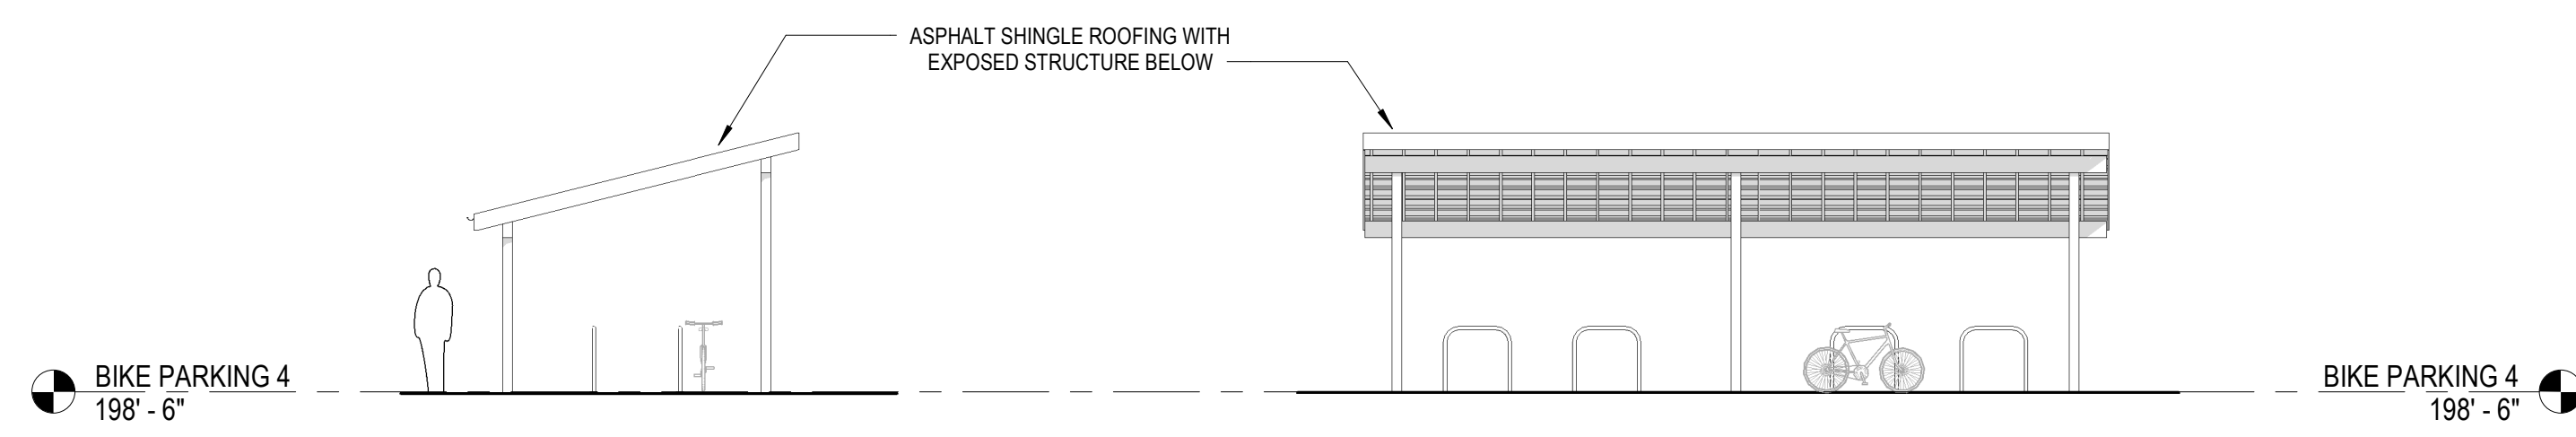 ASPHALT SHINGLE ROOFING WITH
EXPOSED STRUCTURE BELOW
BIKE PARKING 4
198' - 6"
BIKE PARKING 4
198' - 6"